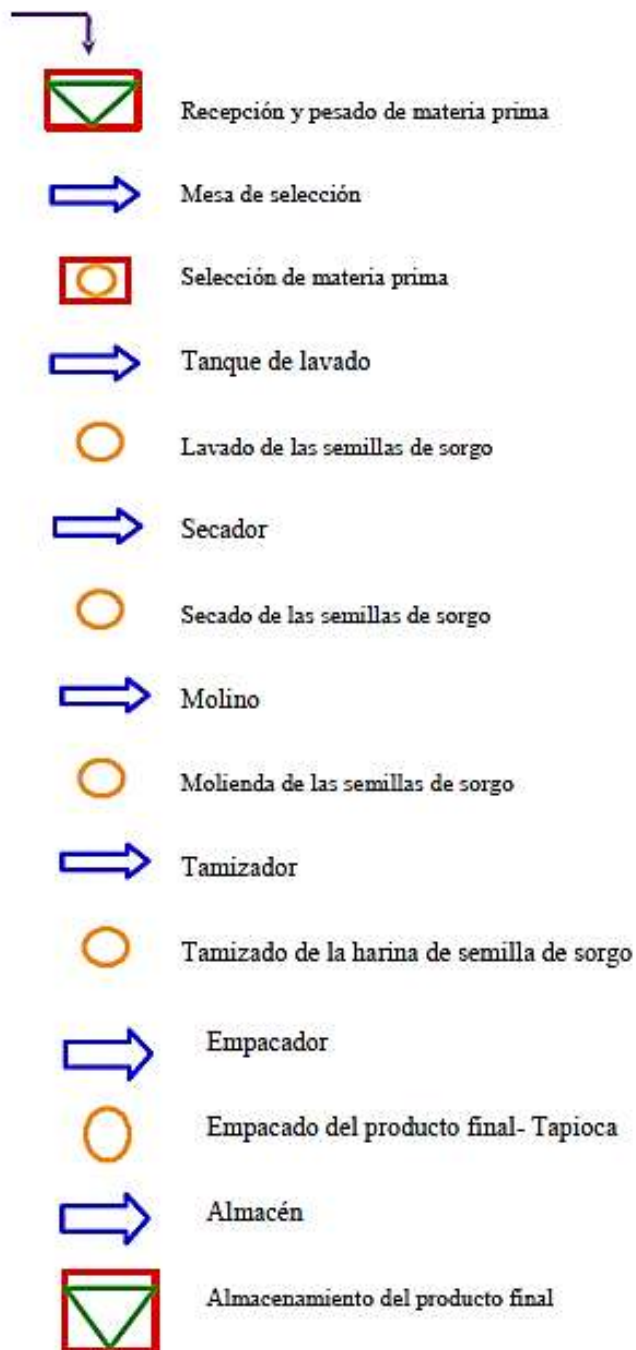 Recepción y pesado de materia prima
Mesa de selección
Selección de materia prima
Tanque de lavado
Lavado de las semillas de sorgo
Secador
Secado de las semillas de sorgo
Molino
Molienda de las semillas de sorgo
Tamizador
Tamizado de la harina de semilla de sorgo
Empacador
Empacado del producto final- Tapioca
Almacén
Almacenamiento del producto final